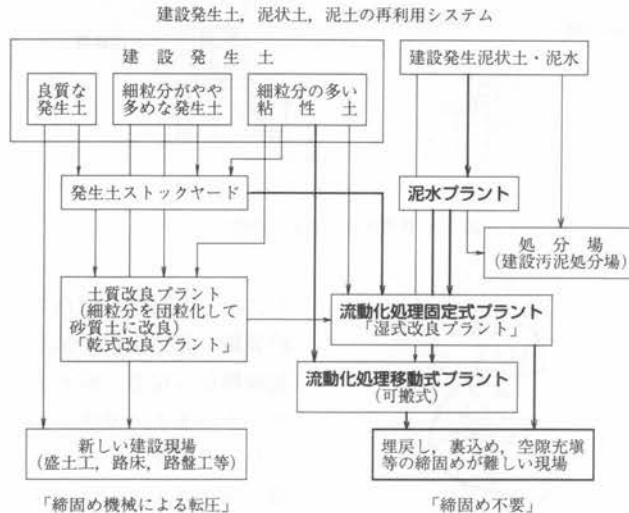 建設発生土，泥状土，泥土の再利用システム
建設発生土
建設発生泥状土・泥水
良質な
発生土
細粒分がやや
多めな発生土
細粒分の多い
粘性土
発生土ストックヤード
泥水プラント
処分場
(建設汚泥処分場)
土質改良プラント
(細粒分を団粒化して
砂質土に改良)
「乾式改良プラント」
流動化処理固定式プラント
「湿式改良プラント」
流動化処理移動式プラント
(可搬式)
新しい建設現場
(盛土工，路床，路盤工等)
埋戻し，裏込め，空隙充塡
等の締固めが難しい現場
「締固め機械による転圧」
「締固め不要」